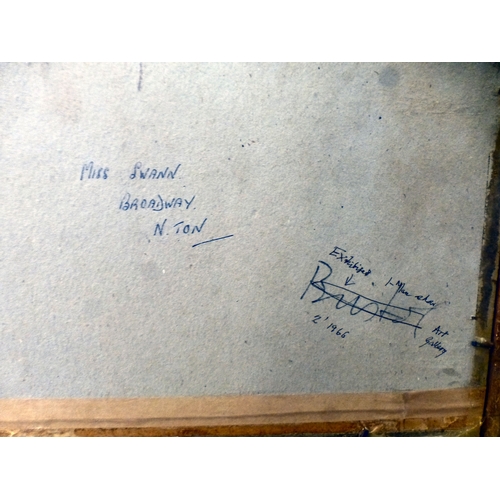 MISS SWANN.
BROADWAY.
N. TON
Exhibited.
2' 1966
Art
Gallery